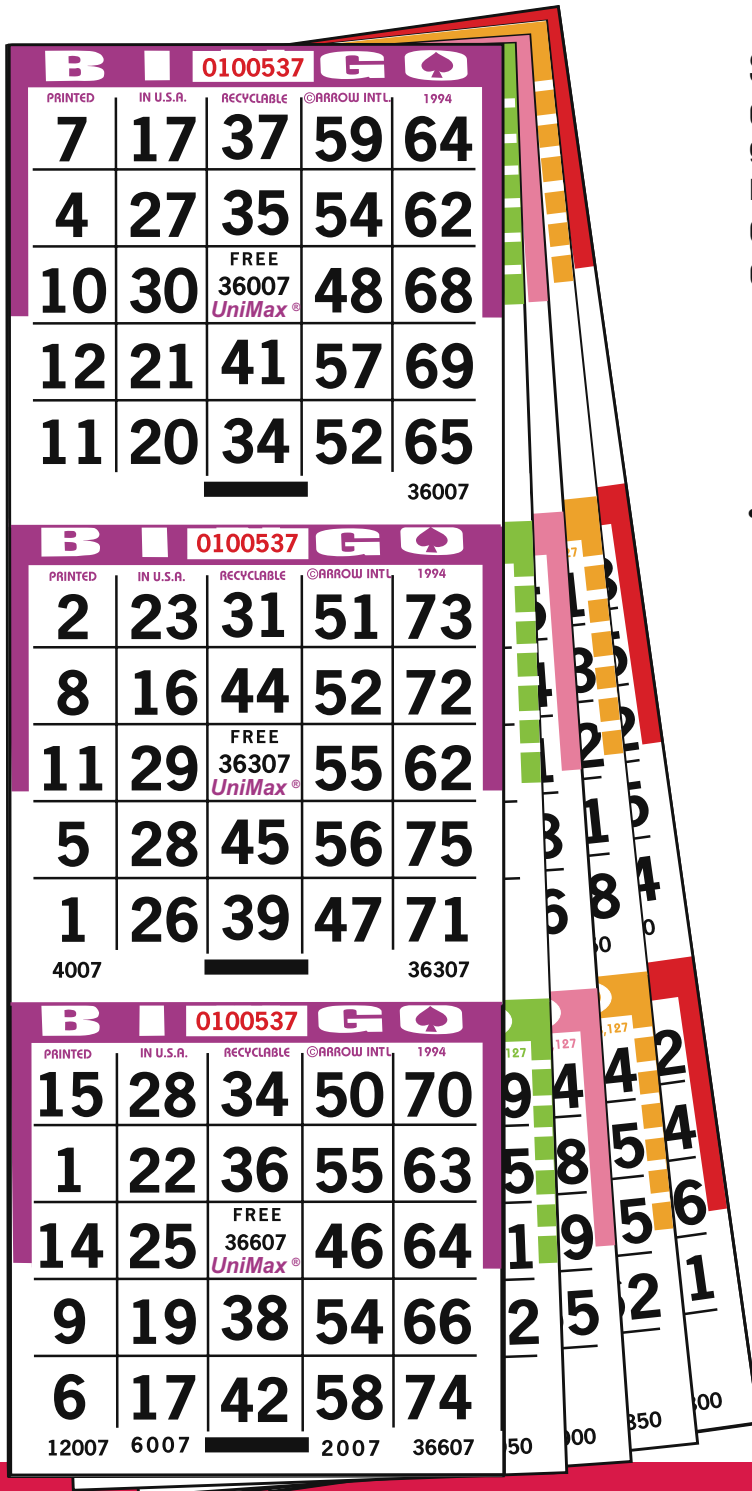 B I N G O
0100537
PRINTED IN U.S.A. RECYCLABLE ©ARROW INTL. 1994
7 17 37 59 64
4 27 35 54 62
FREE
10 30 36007 48 68
UniMax ®
12 21 41 57 69
11 20 34 52 65
36007
B I N G O
0100537
PRINTED IN U.S.A. RECYCLABLE ©ARROW INTL 1994
2 23 31 51 73
8 16 44 52 72
FREE
11 29 36307 55 62
UniMax ®
5 28 45 56 75
1 26 39 47 71
4007 36307
B I N G O
0100537
PRINTED IN U.S.A. RECYCLABLE ©ARROW INTL 1994
15 28 34 50 70
1 22 36 55 63
FREE
14 25 36607 46 64
UniMax ®
9 19 38 54 66
6 17 42 58 74
12007 6007 2007 36607